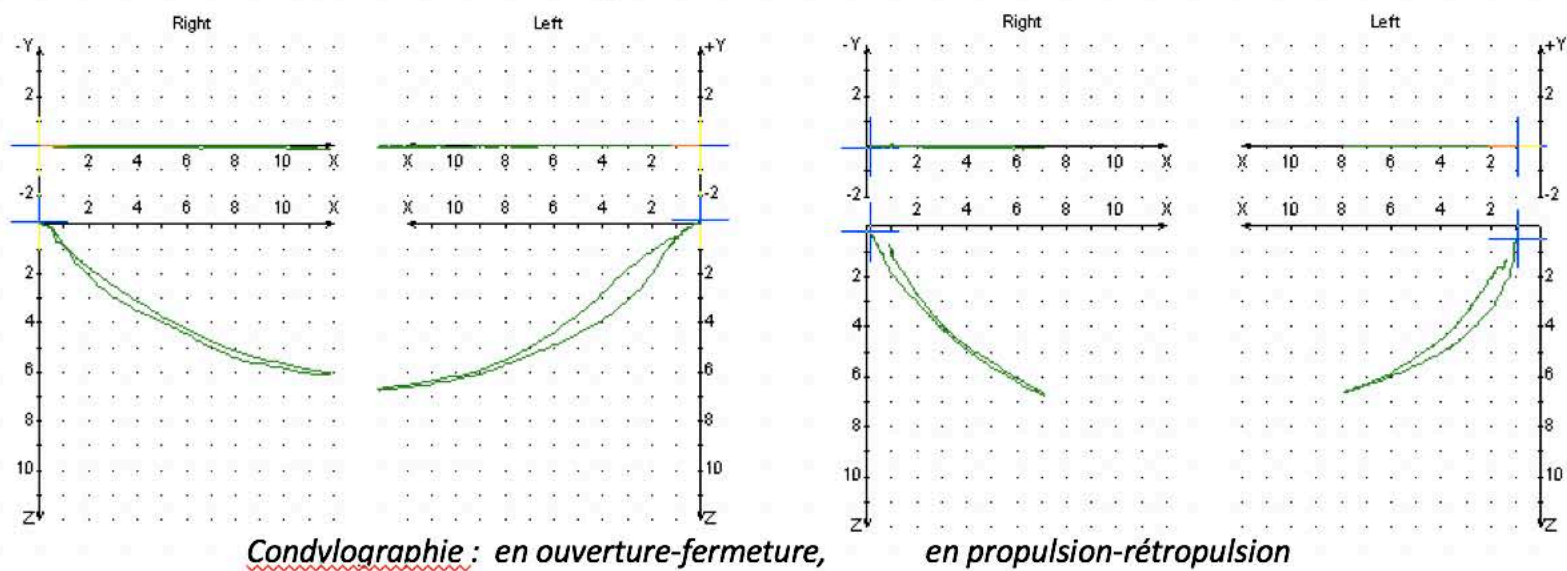 Right Left Right Left
-Y +Y -Y +Y
2 2 2 2
2 4 6 8 10 X X 10 8 6 4 2 2 4 6 8 10 X X 10 8 6 4 2
-2 -2 -2 -2
2 4 6 8 10 X X 10 8 6 4 2 2 4 6 8 10 X X 10 8 6 4 2
2 2 2 2
4 4 4 4
6 6 6 6
8 8 8 8
10 10 10 10
Z Z Z Z
Condylographie : en ouverture-fermeture, en propulsion-rétropulsion